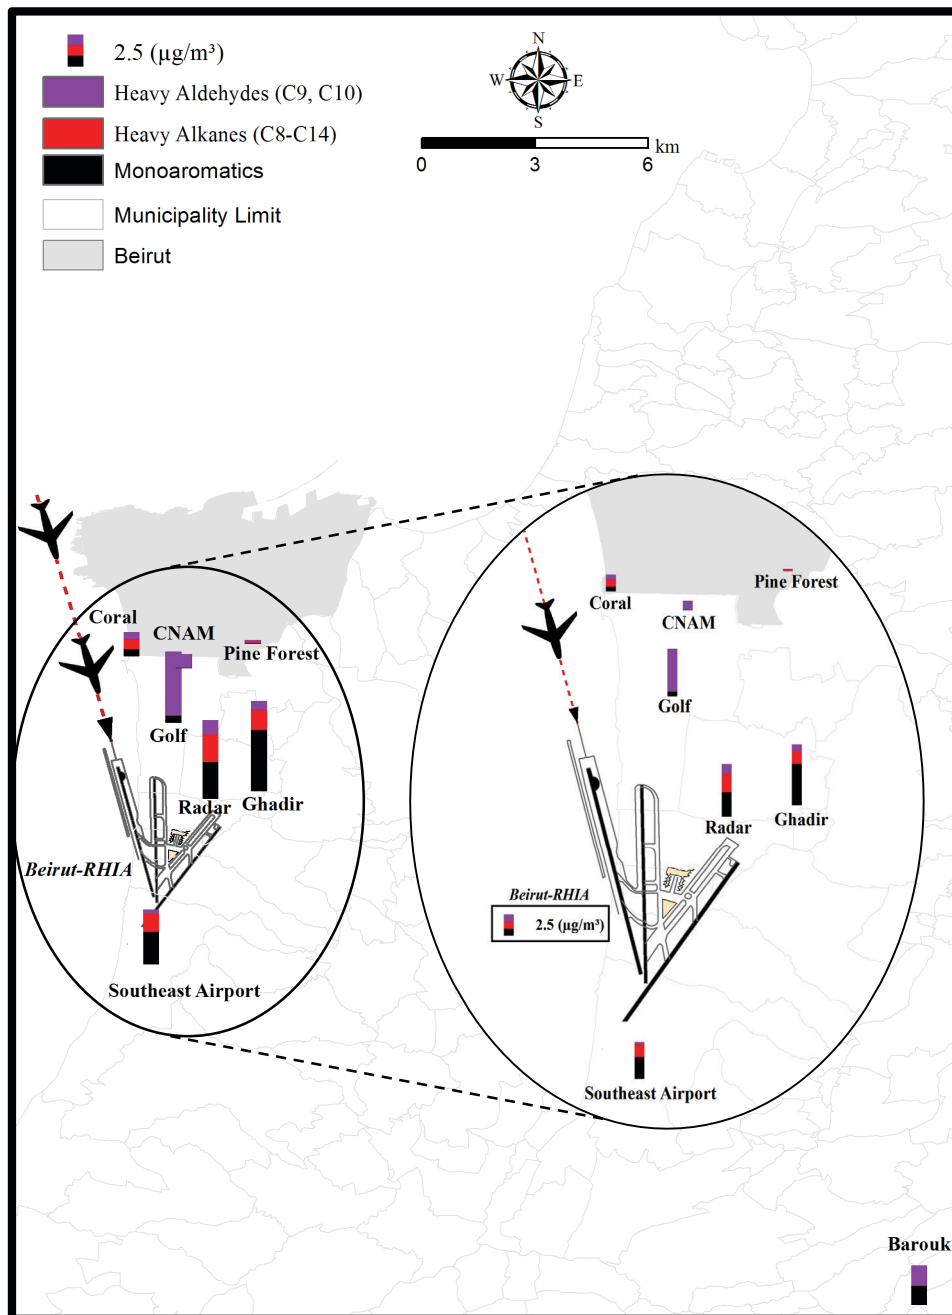 2.5 (µg/m³)
Heavy Aldehydes (C9, C10)
Heavy Alkanes (C8-C14)
Monoaromatics
Municipality Limit
Beirut
N
W E
S
0 3 6 km
Coral
CNAM
Pine Forest
Golf
Radar
Ghadir
Beirut-RHIA
Southeast Airport
Pine Forest
Coral
CNAM
Golf
Radar
Ghadir
Beirut-RHIA
2.5 (µg/m³)
Southeast Airport
Barouk